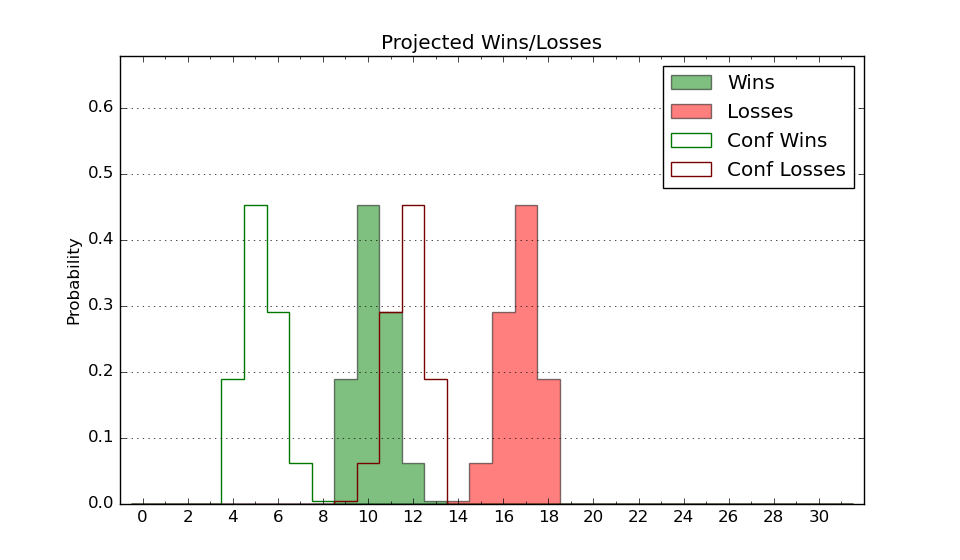 Projected Wins/Losses
Wins
Losses
Conf Wins
Conf Losses
Probability
0.6
0.5
0.4
0.3
0.2
0.1
0.0
0 2 4 6 8 10 12 14 16 18 20 22 24 26 28 30